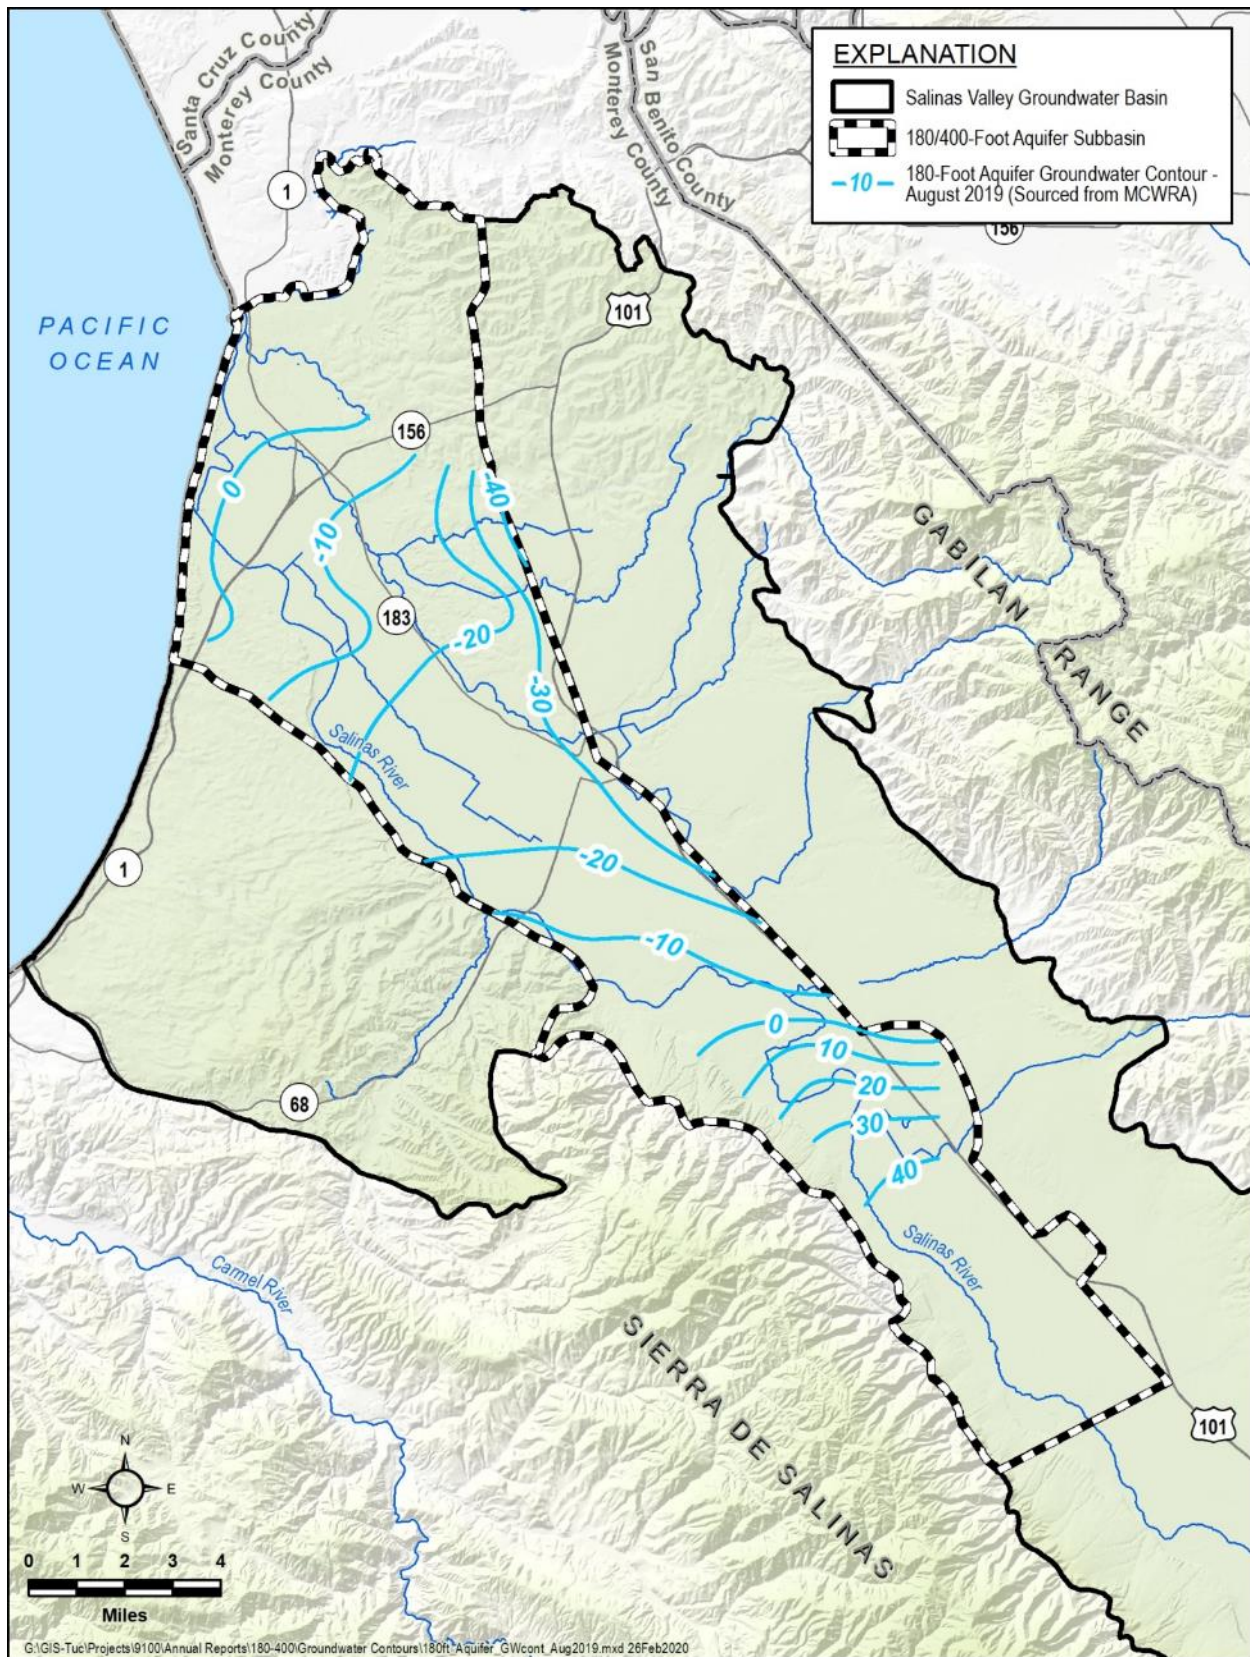 EXPLANATION
Salinas Valley Groundwater Basin
180/400-Foot Aquifer Subbasin
-10
180-Foot Aquifer Groundwater Contour -
August 2019 (Sourced from MCWRA)
Santa Cruz County
Monterey County
San Benito County
Monterey County
156
1
101
PACIFIC
OCEAN
156
0
-10
-40
183
-20
-30
GABILAN
RANGE
Salinas River
1
-20
-10
0
10
20
30
40
68
Salinas River
Carmel River
SIERRA DE SALINAS
101
N
W
E
S
0 1 2 3 4
Miles
G:\GIS-Tuc\Projects\9100\Annual Reports\180-400\Groundwater Contours\180ft_Aquifer_GWcont_Aug2019.mxd 26Feb2020